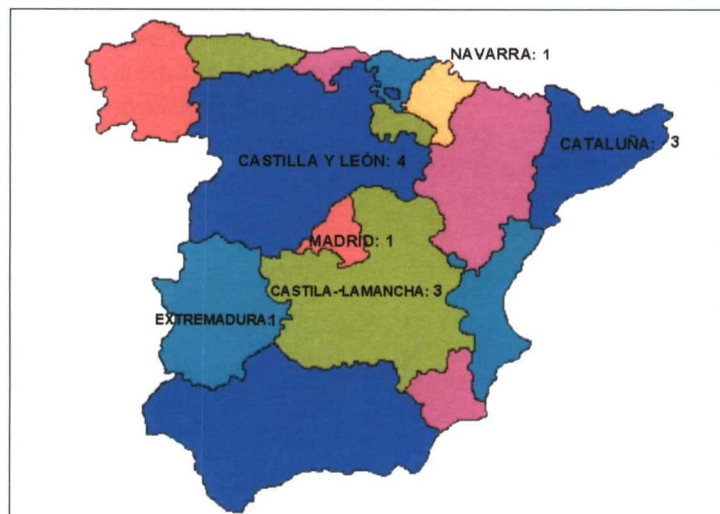 NAVARRA: 1
CASTILLA Y LEÓN: 4
CATALUÑA: 3
MADRID: 1
CASTILA--LAMANCHA: 3
EXTREMADURA:1